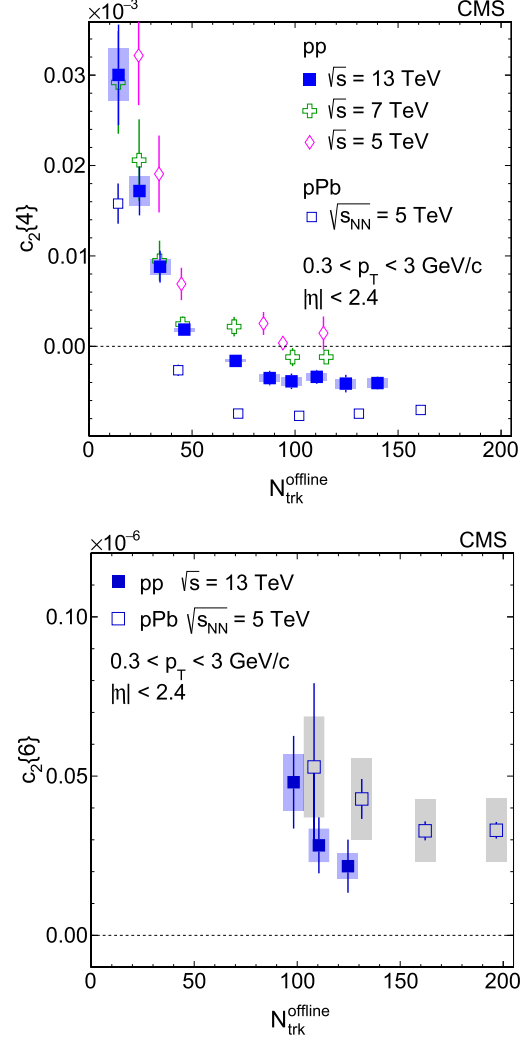 ×10⁻³ CMS
0.03
0.02
0.01
0.00
c₂{4}
pp
√s = 13 TeV
√s = 7 TeV
√s = 5 TeV
pPb
√s_NN = 5 TeV
0.3 < p_T < 3 GeV/c
|η| < 2.4
0 50 100 150 200
N_trk^offline
×10⁻⁶ CMS
0.10
0.05
0.00
c₂{6}
pp √s = 13 TeV
pPb √s_NN = 5 TeV
0.3 < p_T < 3 GeV/c
|η| < 2.4
0 50 100 150 200
N_trk^offline